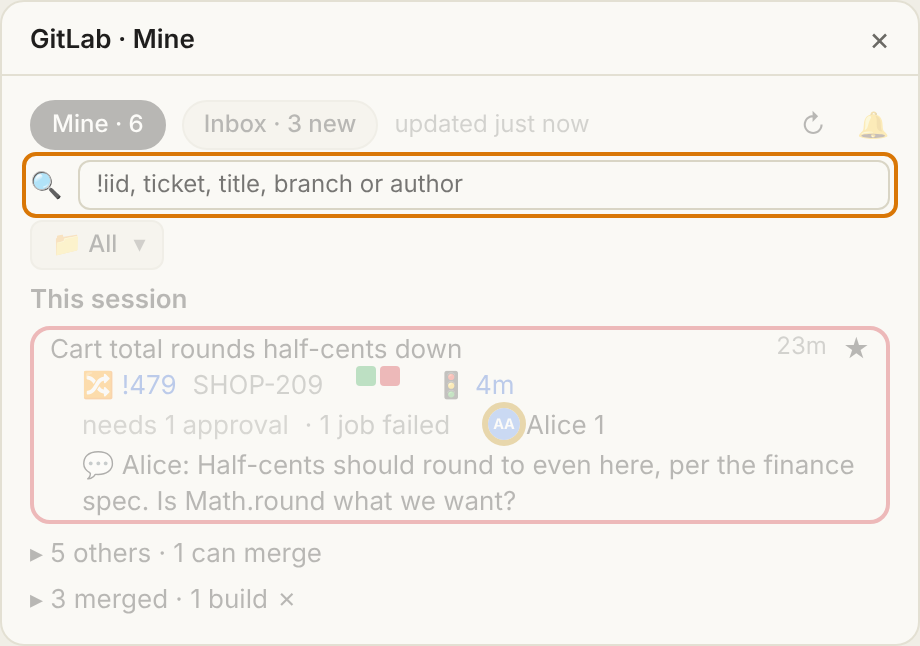 GitLab · Mine
Mine · 6 Inbox · 3 new updated just now
!iid, ticket, title, branch or author
All
This session
Cart total rounds half-cents down 23m
!479 SHOP-209 4m
needs 1 approval · 1 job failed AA Alice 1
Alice: Half-cents should round to even here, per the finance
spec. Is Math.round what we want?
5 others · 1 can merge
3 merged · 1 build ×